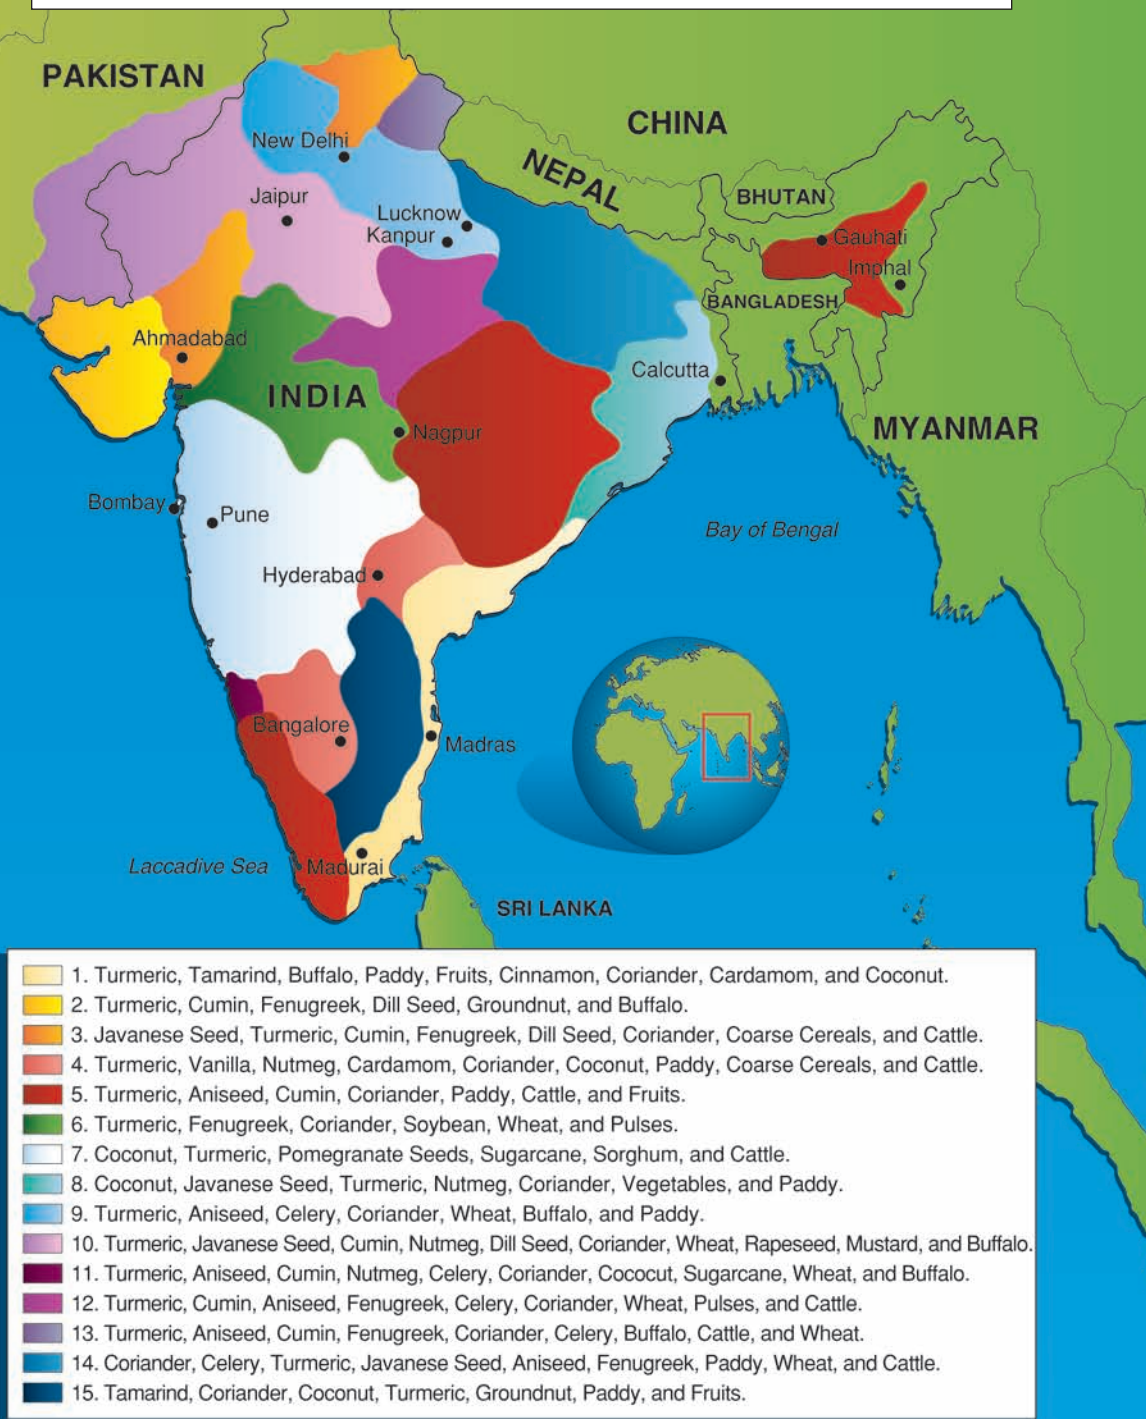 PAKISTAN
CHINA
New Delhi
NEPAL
BHUTAN
Jaipur
Lucknow
Kanpur
Gauhati
Imphal
BANGLADESH
Ahmadabad
Calcutta
INDIA
Nagpur
MYANMAR
Bombay
Pune
Bay of Bengal
Hyderabad
Bangalore
Madras
Laccadive Sea
Madurai
SRI LANKA
1. Turmeric, Tamarind, Buffalo, Paddy, Fruits, Cinnamon, Coriander, Cardamom, and Coconut.
2. Turmeric, Cumin, Fenugreek, Dill Seed, Groundnut, and Buffalo.
3. Javanese Seed, Turmeric, Cumin, Fenugreek, Dill Seed, Coriander, Coarse Cereals, and Cattle.
4. Turmeric, Vanilla, Nutmeg, Cardamom, Coriander, Coconut, Paddy, Coarse Cereals, and Cattle.
5. Turmeric, Aniseed, Cumin, Coriander, Paddy, Cattle, and Fruits.
6. Turmeric, Fenugreek, Coriander, Soybean, Wheat, and Pulses.
7. Coconut, Turmeric, Pomegranate Seeds, Sugarcane, Sorghum, and Cattle.
8. Coconut, Javanese Seed, Turmeric, Nutmeg, Coriander, Vegetables, and Paddy.
9. Turmeric, Aniseed, Celery, Coriander, Wheat, Buffalo, and Paddy.
10. Turmeric, Javanese Seed, Cumin, Nutmeg, Dill Seed, Coriander, Wheat, Rapeseed, Mustard, and Buffalo.
11. Turmeric, Aniseed, Cumin, Nutmeg, Celery, Coriander, Cococut, Sugarcane, Wheat, and Buffalo.
12. Turmeric, Cumin, Aniseed, Fenugreek, Celery, Coriander, Wheat, Pulses, and Cattle.
13. Turmeric, Aniseed, Cumin, Fenugreek, Coriander, Celery, Buffalo, Cattle, and Wheat.
14. Coriander, Celery, Turmeric, Javanese Seed, Aniseed, Fenugreek, Paddy, Wheat, and Cattle.
15. Tamarind, Coriander, Coconut, Turmeric, Groundnut, Paddy, and Fruits.